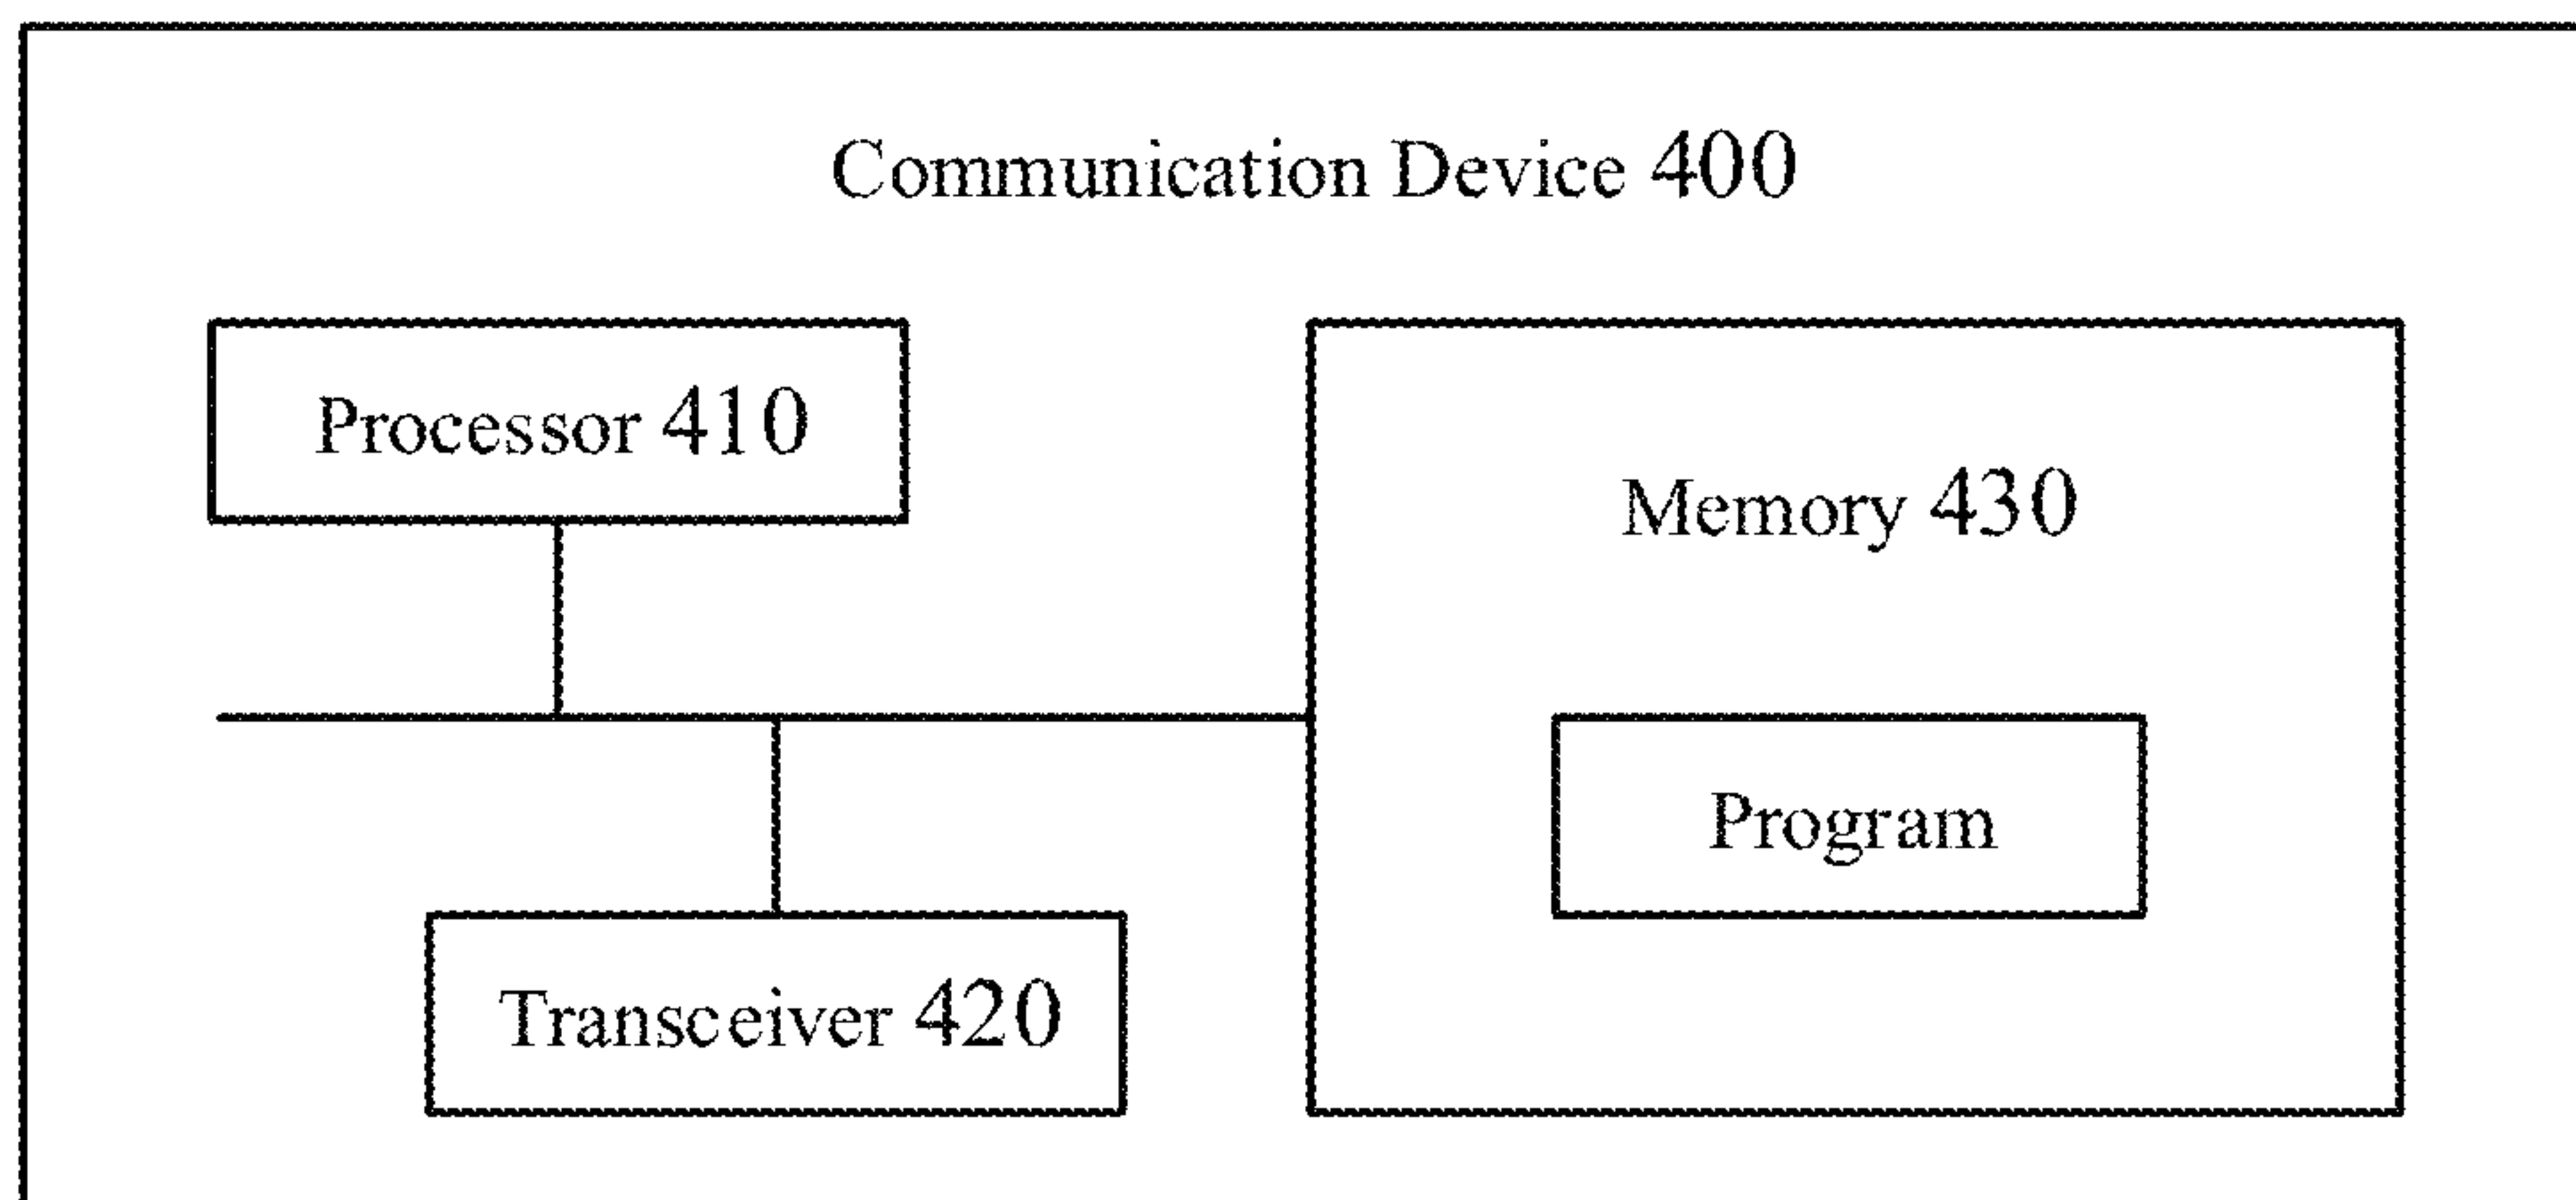 Communication Device 400
Processor 410
Memory 430
Program
Transceiver 420